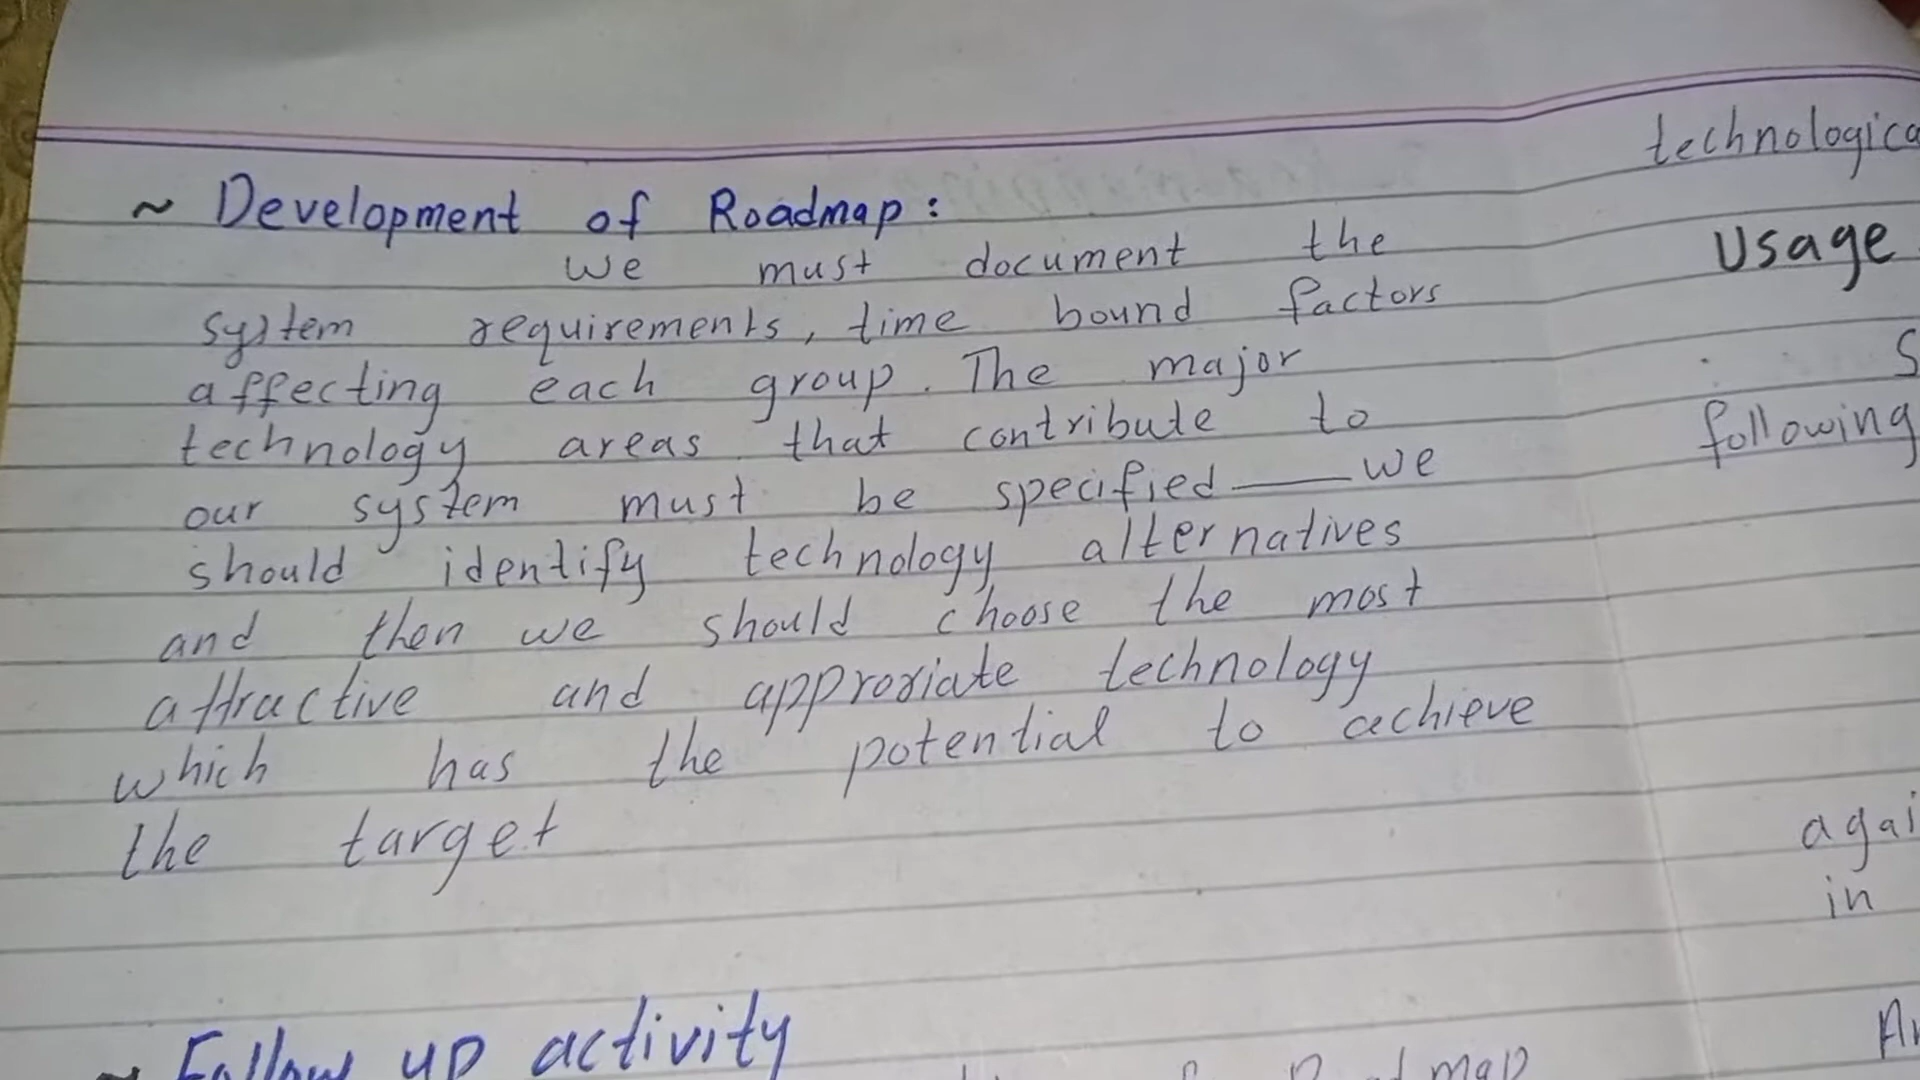 ~ Development of Roadmap:
we must document the
system requirements, time bound factors
affecting each group. The major
technology areas that contribute to
our system must be specified — we
should identify technology alternatives
and then we should choose the most
attractive and approriate technology
which has the potential to achieve
the target
~ Follow up activity
Roadmap
technologica
Usage
S
following
agai
in